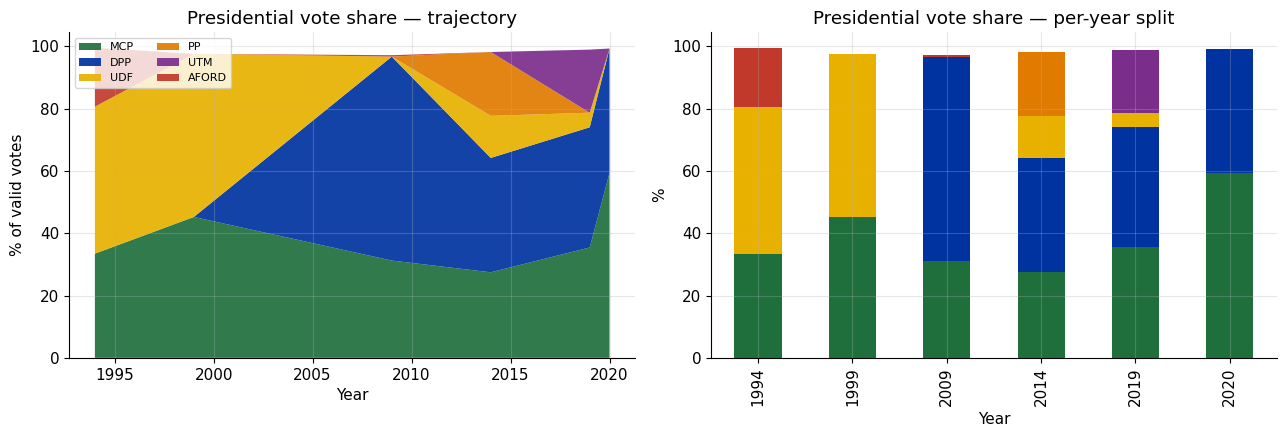 Presidential vote share — trajectory
% of valid votes
100
80
60
40
20
0
MCP
DPP
UDF
PP
UTM
AFORD
1995 2000 2005 2010 2015 2020
Year
Presidential vote share — per-year split
%
100
80
60
40
20
0
1994 1999 2009 2014 2019 2020
Year